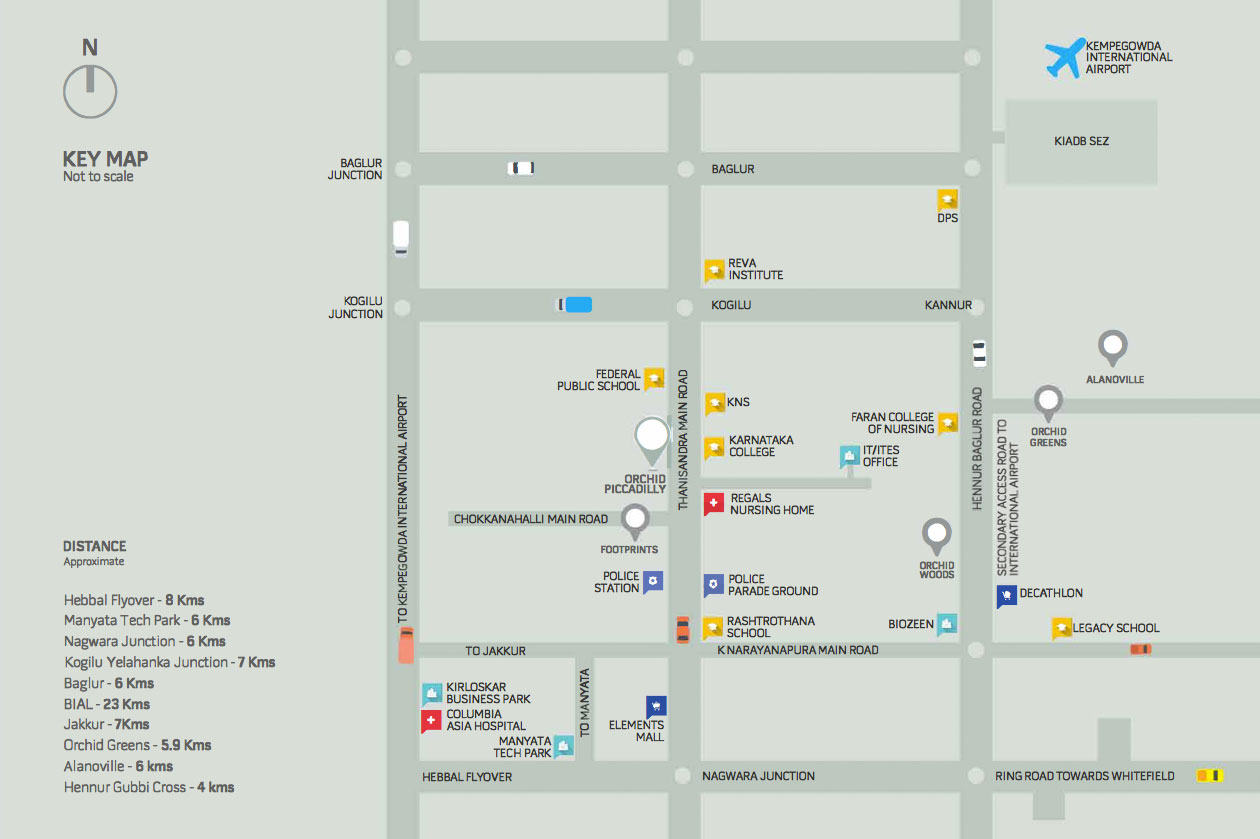 N
KEY MAP
Not to scale
KEMPEGOWDA
INTERNATIONAL
AIRPORT
KIADB SEZ
BAGLUR
JUNCTION
BAGLUR
DPS
REVA
INSTITUTE
KOGILU
JUNCTION
KOGILU
KANNUR
ALANOVILLE
FEDERAL
PUBLIC SCHOOL
THANISANDRA MAIN ROAD
KNS
FARAN COLLEGE
OF NURSING
HENNUR BAGLUR ROAD
ORCHID
GREENS
KARNATAKA
COLLEGE
IT/ITES
OFFICE
TO KEMPEGOWDA INTERNATIONAL AIRPORT
SECONDARY ACCESS ROAD TO
INTERNATIONAL AIRPORT
ORCHID
PICCADILLY
REGALS
NURSING HOME
CHOKKANAHALLI MAIN ROAD
FOOTPRINTS
ORCHID
WOODS
POLICE
STATION
POLICE
PARADE GROUND
DECATHLON
RASHTROTHANA
SCHOOL
BIOZEEN
LEGACY SCHOOL
TO JAKKUR
K NARAYANAPURA MAIN ROAD
KIRLOSKAR
BUSINESS PARK
COLUMBIA
ASIA HOSPITAL
TO MANYATA
MANYATA
TECH PARK
ELEMENTS
MALL
HEBBAL FLYOVER
NAGWARA JUNCTION
RING ROAD TOWARDS WHITEFIELD
DISTANCE
Approximate
Hebbal Flyover - 8 Kms
Manyata Tech Park - 6 Kms
Nagwara Junction - 6 Kms
Kogilu Yelahanka Junction - 7 Kms
Baglur - 6 Kms
BIAL - 23 Kms
Jakkur - 7Kms
Orchid Greens - 5.9 Kms
Alanoville - 6 kms
Hennur Gubbi Cross - 4 kms